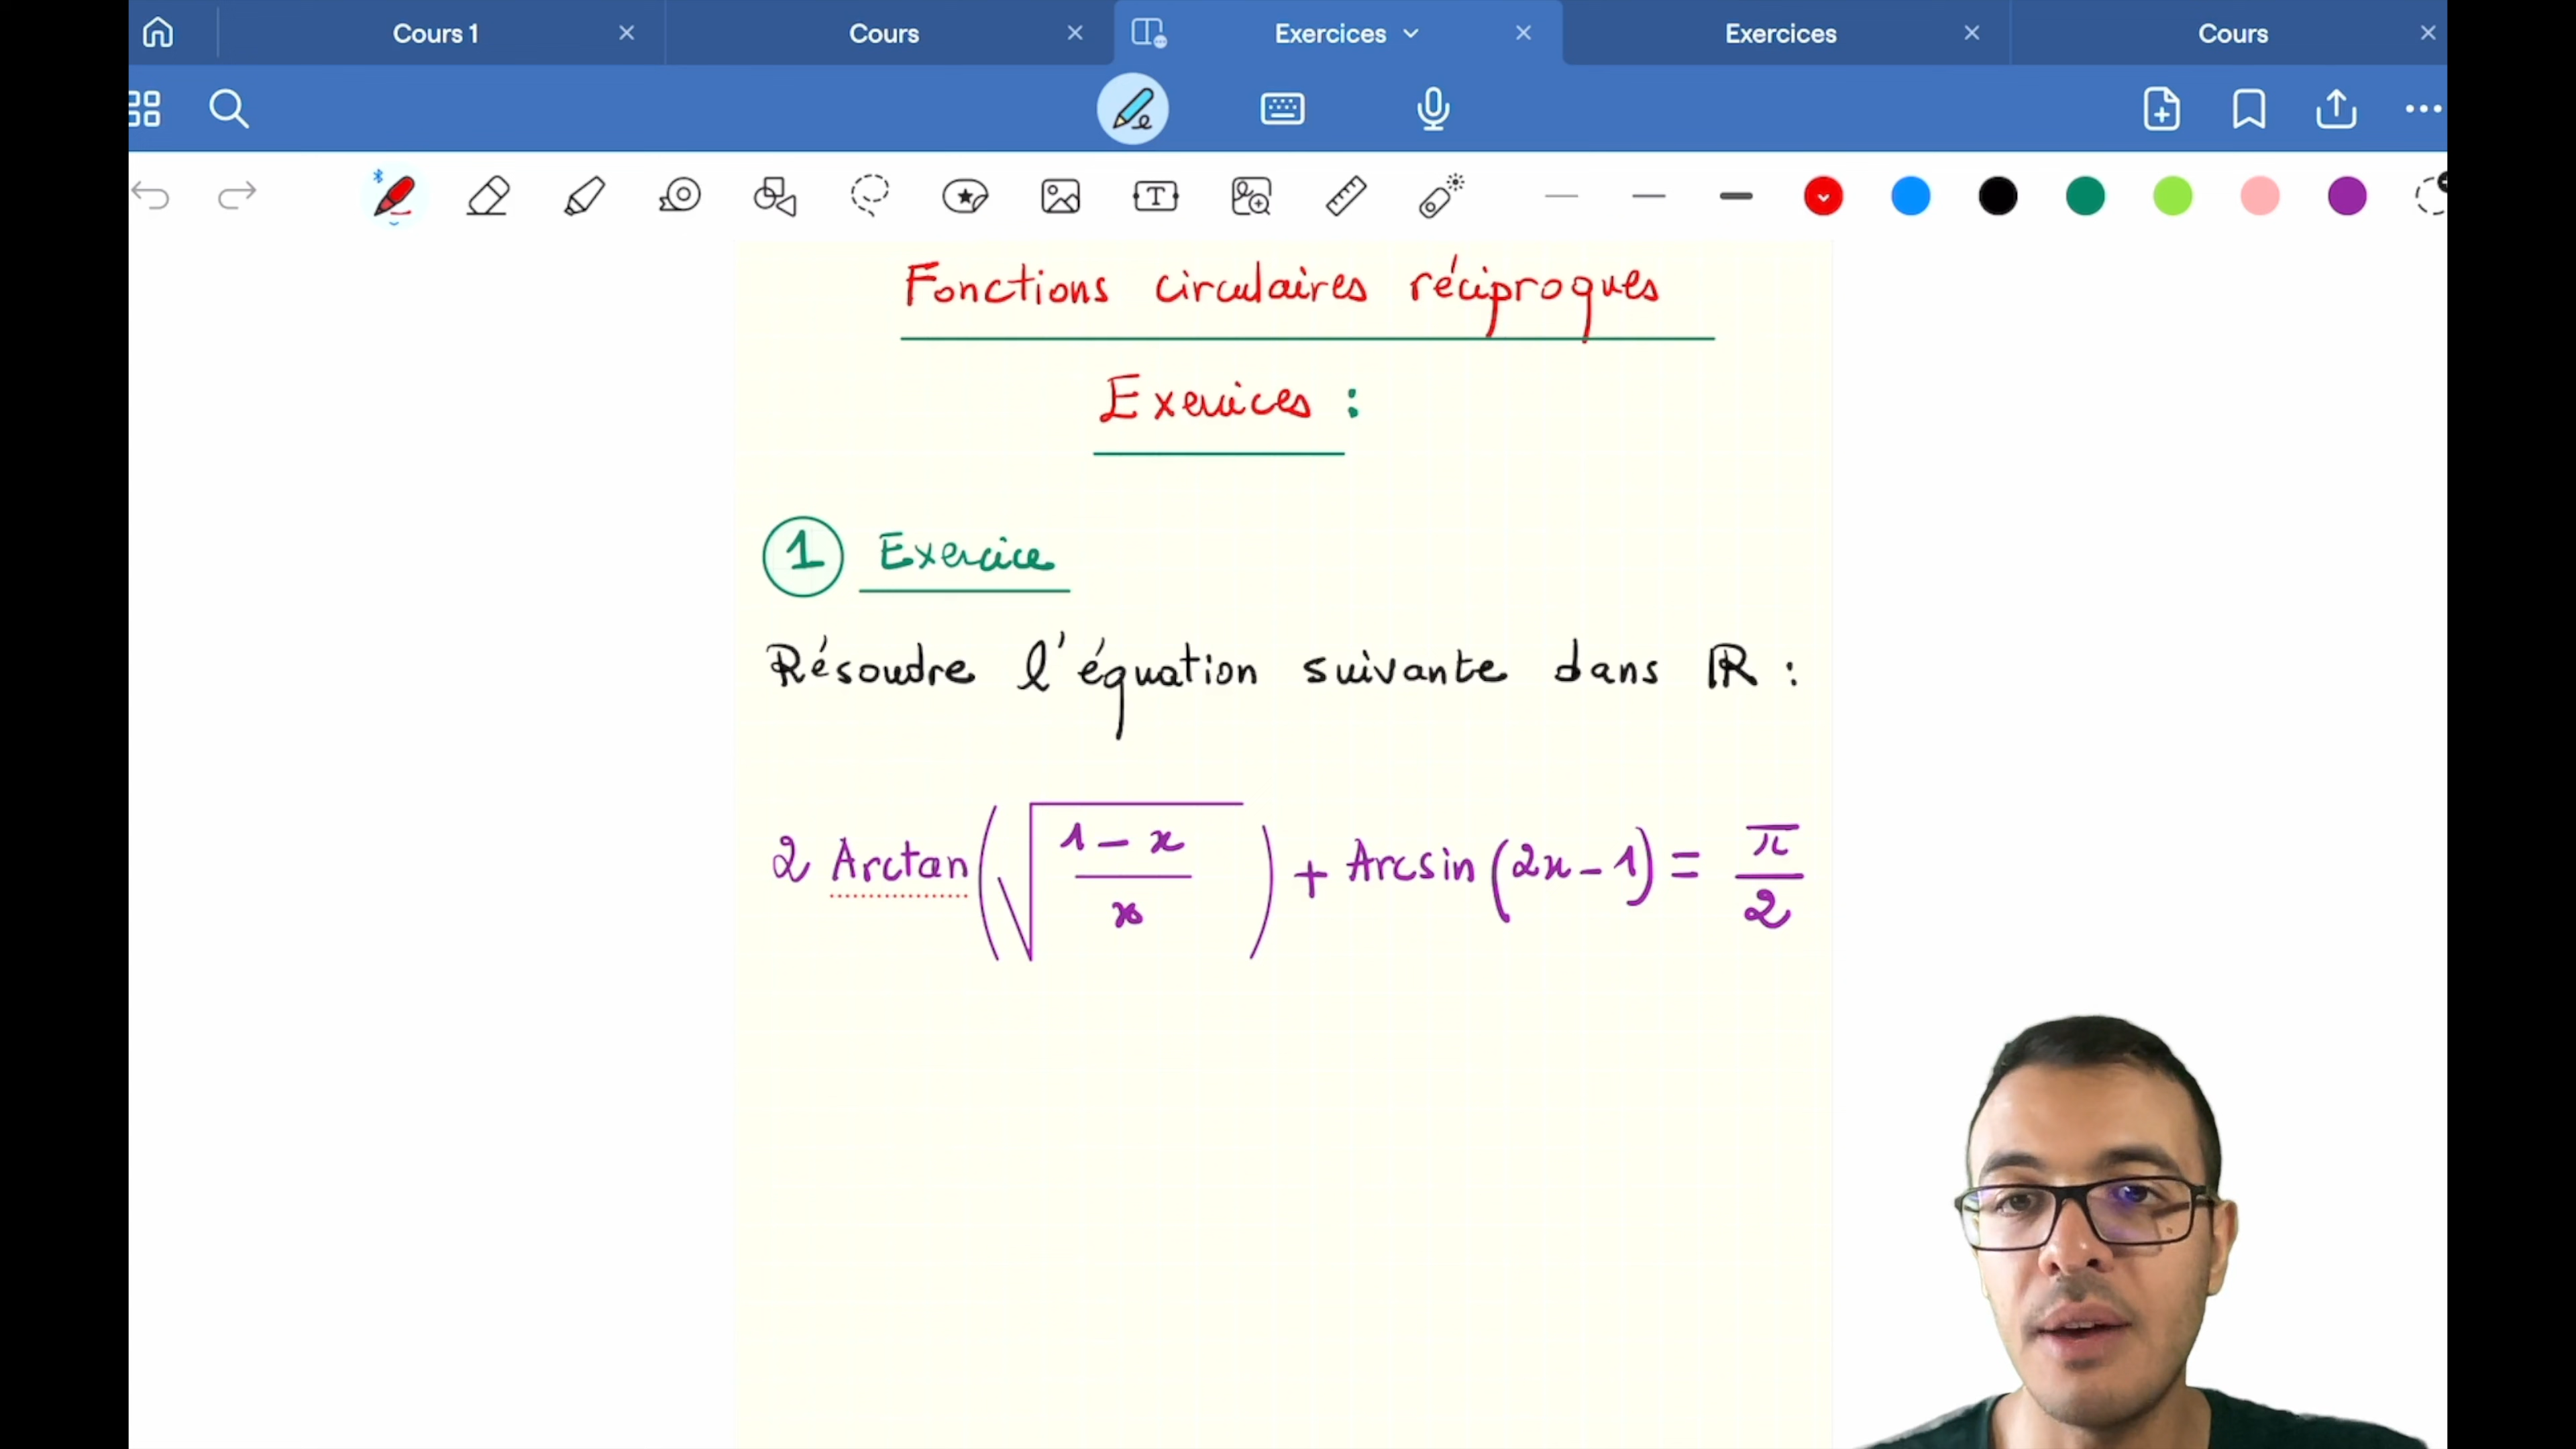 Cours 1 Cours Exercices Exercices Cours
Fonctions circulaires réciproques
Exercices :
1 Exercice
Résoudre l'équation suivante dans ℝ :
2 Arctan(√((1-x)/x)) + Arcsin(2x-1) = π/2